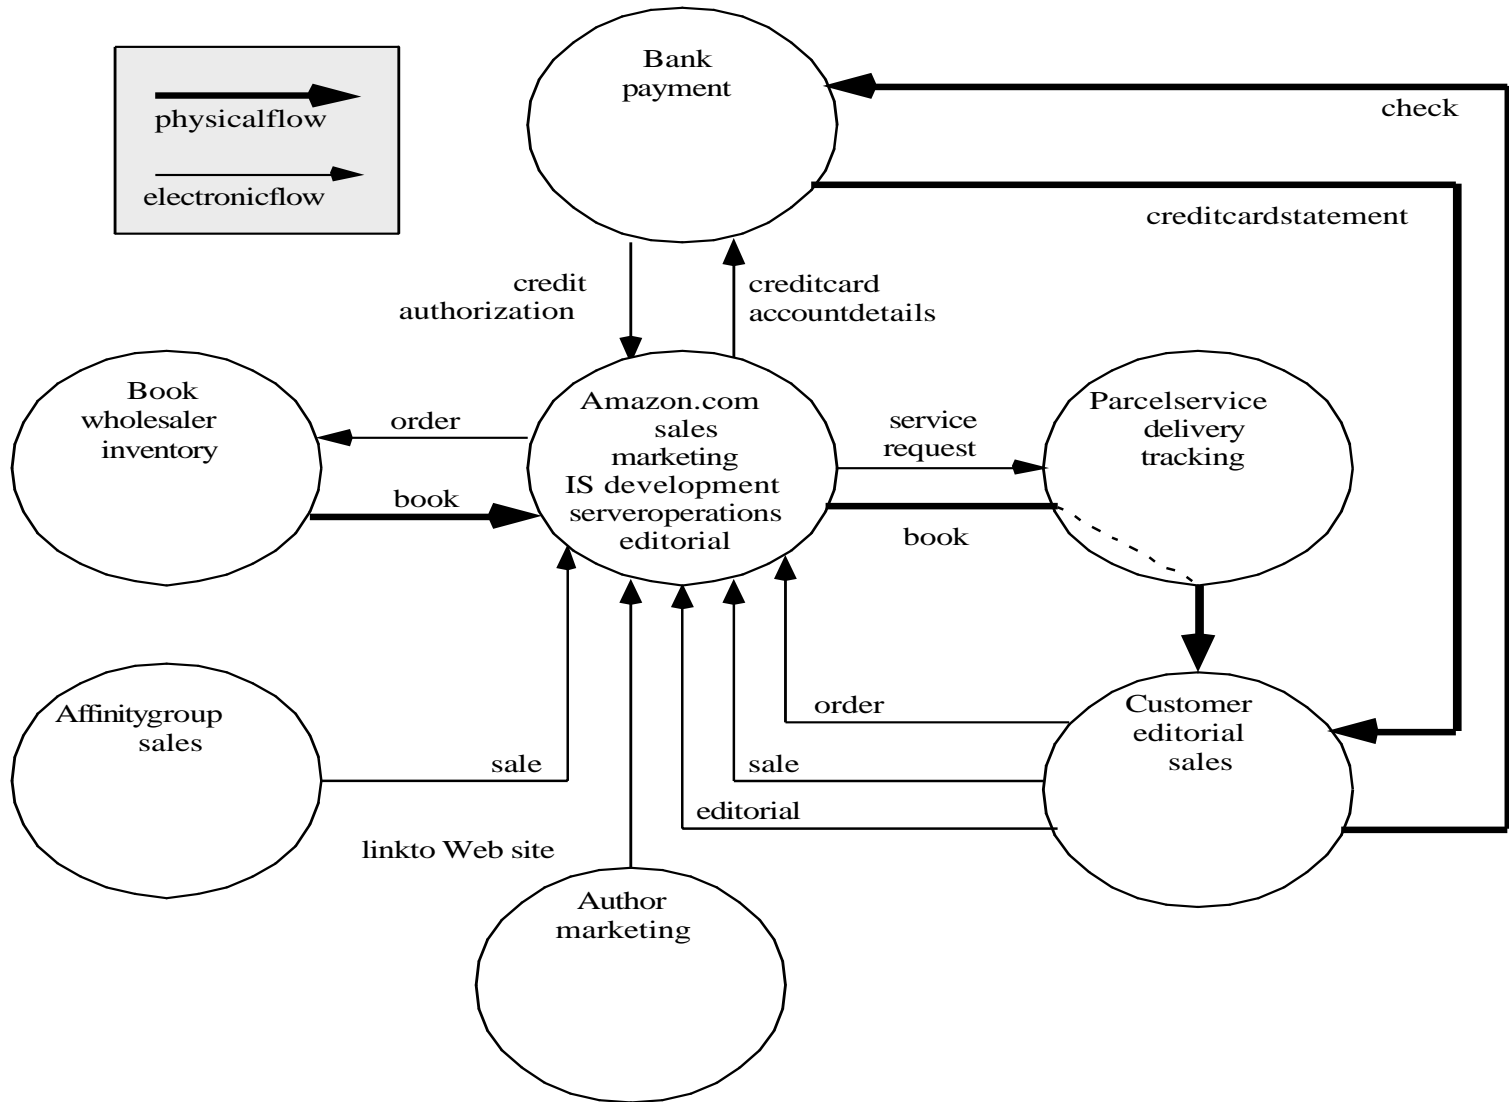 Bank
payment
physicalflow
electronicflow
check
creditcardstatement
credit
authorization
creditcard
accountdetails
Book
wholesaler
inventory
order
book
Amazon.com
sales
marketing
IS development
serveroperations
editorial
service
request
book
Parcelservice
delivery
tracking
Affinitygroup
sales
sale
order
sale
editorial
Customer
editorial
sales
linkto Web site
Author
marketing